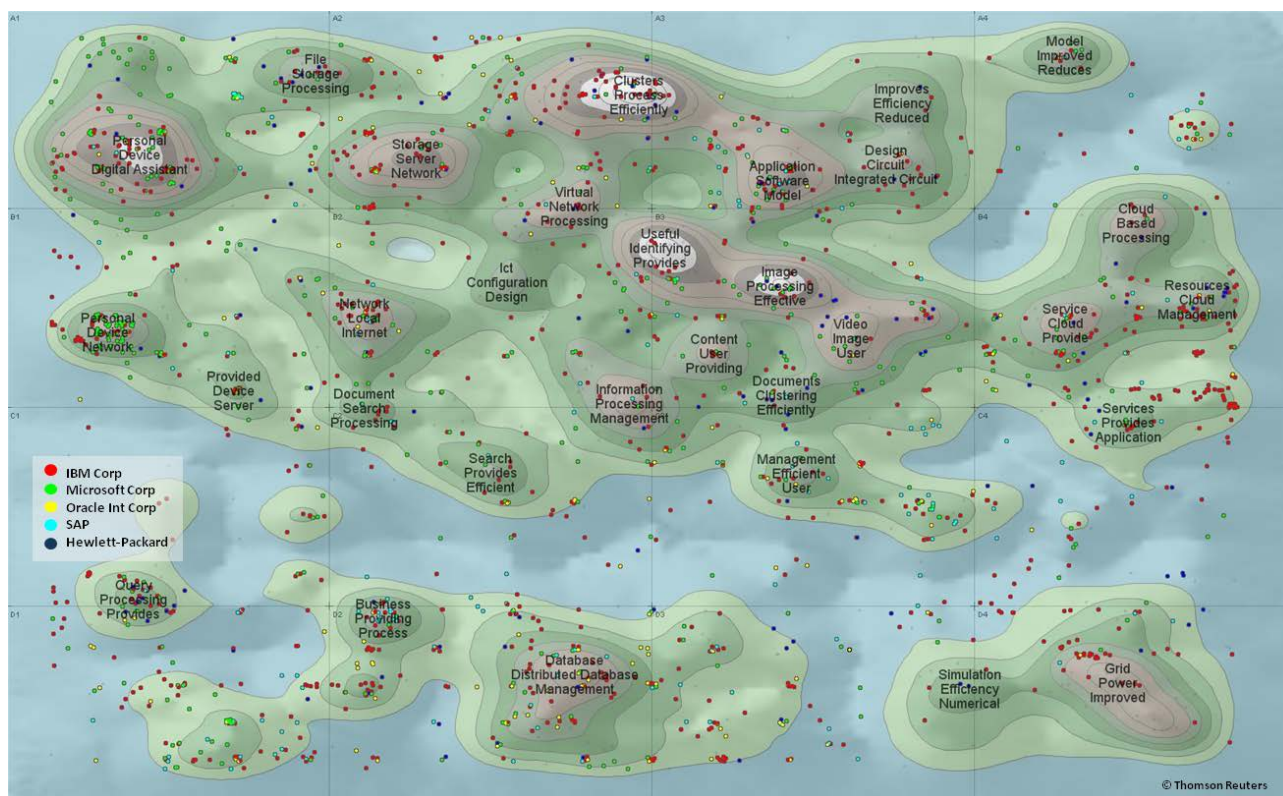 A1
A2
A3
A4
File
Storage
Processing
Clusters
Process
Efficiently
Model
Improved
Reduces
Improves
Efficiency
Reduced
Personal
Device
Digital Assistant
Storage
Server
Network
Application
Software
Model
Design
Circuit
Integrated Circuit
Virtual
Network
Processing
B1
B2
B3
B4
Useful
Identifying
Provides
Cloud
Based
Processing
Ict
Configuration
Design
Image
Processing
Effective
Resources
Cloud
Management
Personal
Device
Network
Network
Local
Internet
Video
Image
User
Service
Cloud
Provide
Content
User
Providing
Provided
Device
Server
Document
Search
Processing
Information
Processing
Management
Documents
Clustering
Efficiently
Services
Provides
Application
C1
C4
Search
Provides
Efficient
Management
Efficient
User
IBM Corp
Microsoft Corp
Oracle Int Corp
SAP
Hewlett-Packard
Query
Processing
Provides
Business
Providing
Process
D1
D2
D3
D4
Database
Distributed Database
Management
Simulation
Efficiency
Numerical
Grid
Power
Improved
© Thomson Reuters